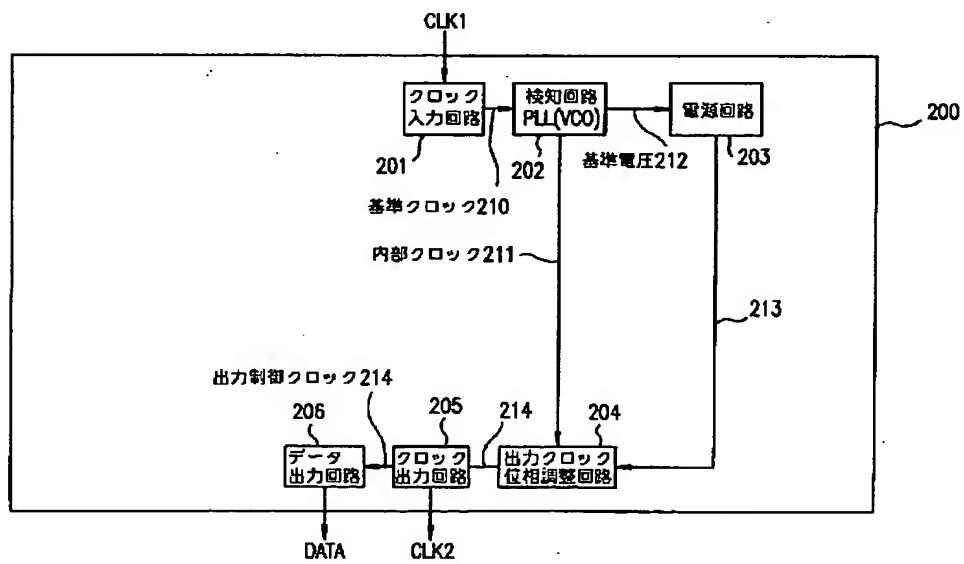 CLK1
クロック
入力回路
検知回路
PLL(VCO)
電源回路
200
201
202
基準電圧212
203
基準クロック210
内部クロック211
213
出力制御クロック214
206
205
214
204
データ
出力回路
クロック
出力回路
出力クロック
位相調整回路
DATA
CLK2